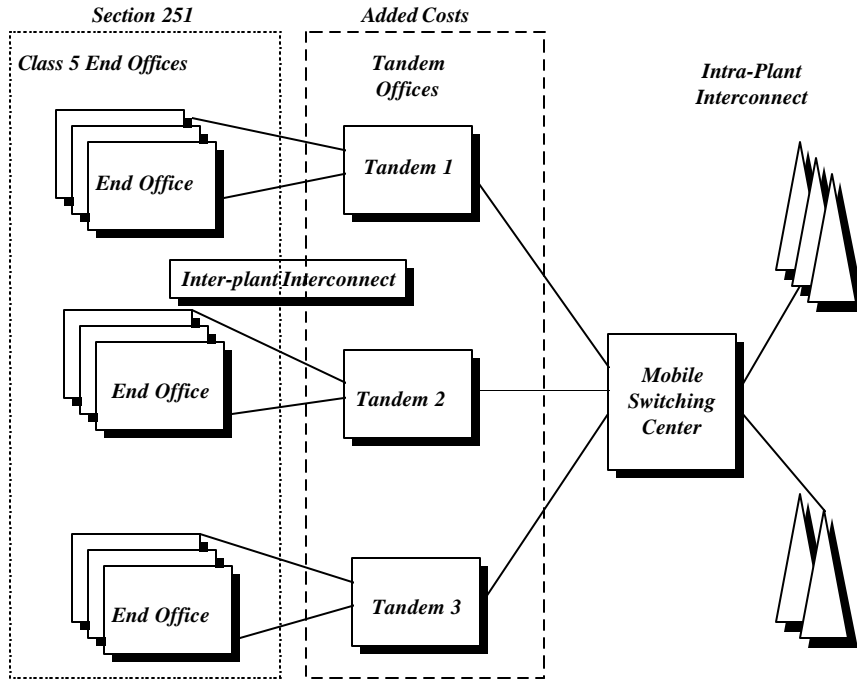 Section 251
Added Costs
Class 5 End Offices
Tandem
Offices
Intra-Plant
Interconnect
End Office
Tandem 1
Inter-plant Interconnect
End Office
Tandem 2
Mobile
Switching
Center
End Office
Tandem 3